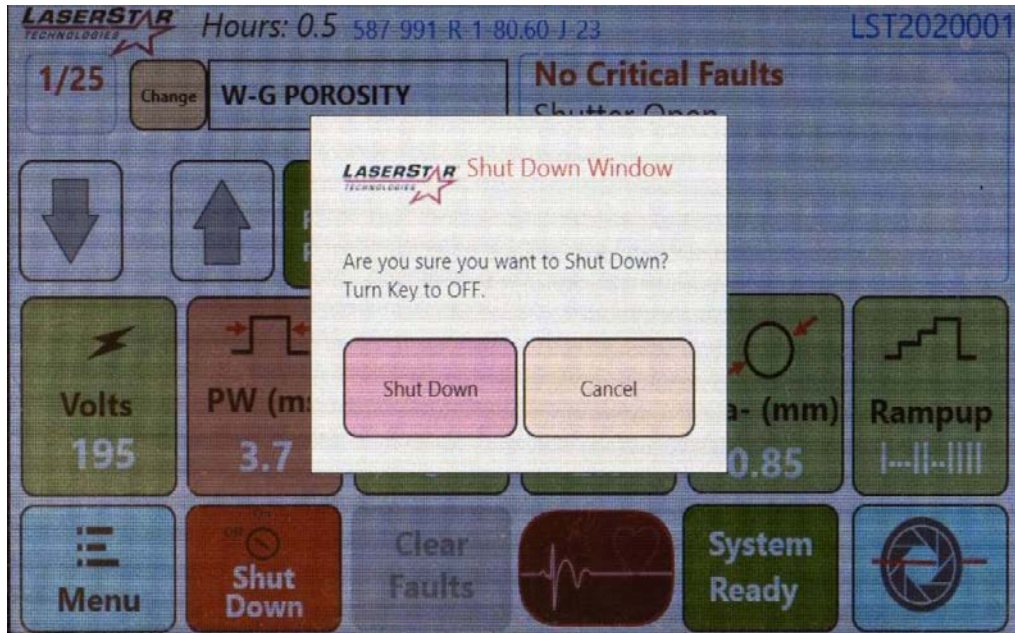 LASERSTAR
TECHNOLOGIES
Hours: 0.5
587-991-R-1-80.60-J-23
LST2020001
1/25
Change
W-G POROSITY
No Critical Faults
Shutter Open
LASERSTAR
TECHNOLOGIES
Shut Down Window
Are you sure you want to Shut Down?
Turn Key to OFF.
Shut Down
Cancel
Volts
195
PW (m
3.7
a- (mm)
0.85
Rampup
Menu
Shut
Down
Clear
Faults
System
Ready